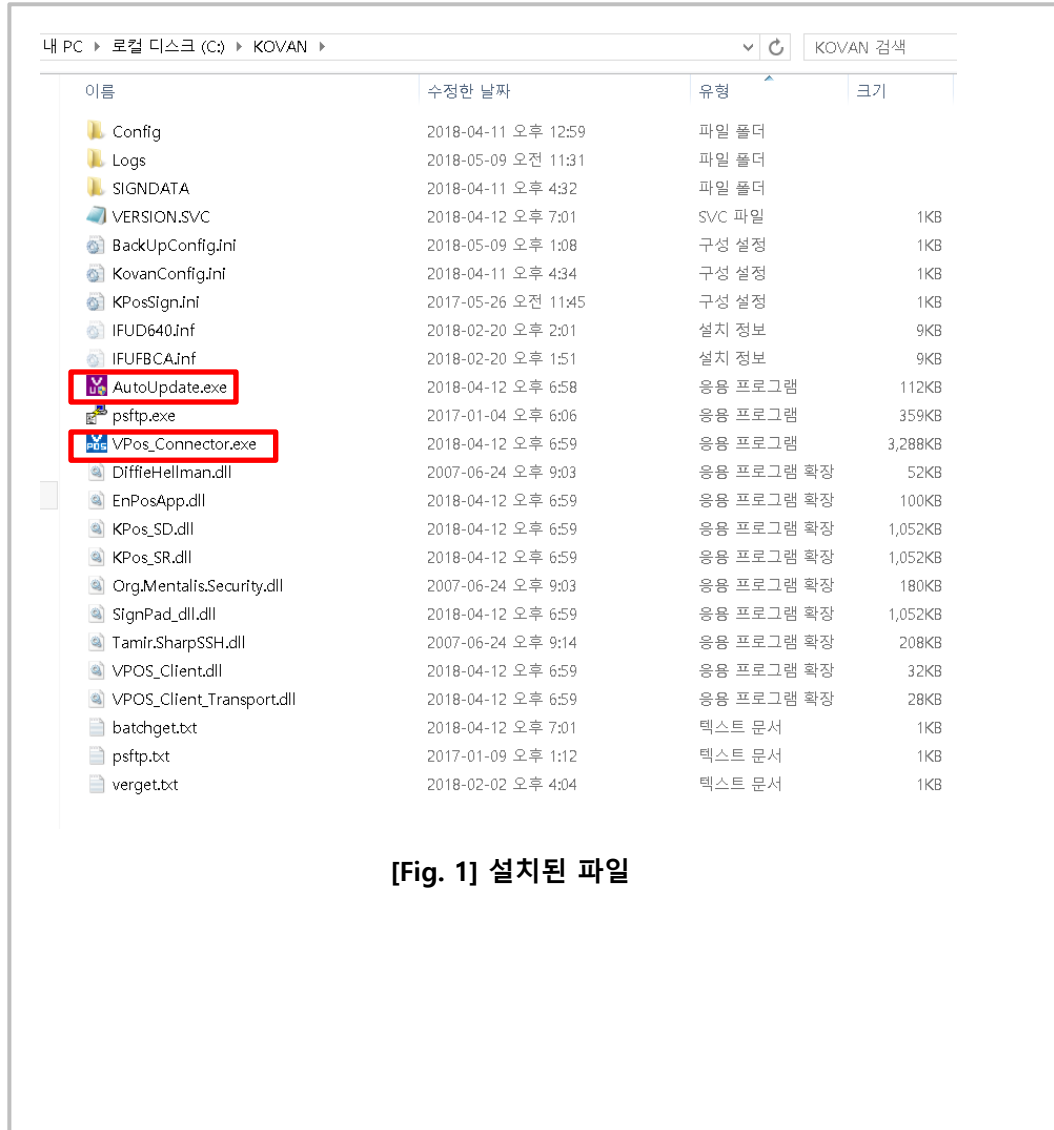 내 PC ▸ 로컬 디스크 (C:) ▸ KOVAN ▸ KOVAN 검색
이름 수정한 날짜 유형 크기
Config 2018-04-11 오후 12:59 파일 폴더
Logs 2018-05-09 오전 11:31 파일 폴더
SIGNDATA 2018-04-11 오후 4:32 파일 폴더
VERSION.SVC 2018-04-12 오후 7:01 SVC 파일 1KB
BackUpConfig.ini 2018-05-09 오후 1:08 구성 설정 1KB
KovanConfig.ini 2018-04-11 오후 4:34 구성 설정 1KB
KPosSign.ini 2017-05-26 오전 11:45 구성 설정 1KB
IFUD640.inf 2018-02-20 오후 2:01 설치 정보 9KB
IFUFBCA.inf 2018-02-20 오후 1:51 설치 정보 9KB
AutoUpdate.exe 2018-04-12 오후 6:58 응용 프로그램 112KB
psftp.exe 2017-01-04 오후 6:06 응용 프로그램 359KB
VPos_Connector.exe 2018-04-12 오후 6:59 응용 프로그램 3,288KB
DiffieHellman.dll 2007-06-24 오후 9:03 응용 프로그램 확장 52KB
EnPosApp.dll 2018-04-12 오후 6:59 응용 프로그램 확장 100KB
KPos_SD.dll 2018-04-12 오후 6:59 응용 프로그램 확장 1,052KB
KPos_SR.dll 2018-04-12 오후 6:59 응용 프로그램 확장 1,052KB
Org.Mentalis.Security.dll 2007-06-24 오후 9:03 응용 프로그램 확장 180KB
SignPad_dll.dll 2018-04-12 오후 6:59 응용 프로그램 확장 1,052KB
Tamir.SharpSSH.dll 2007-06-24 오후 9:14 응용 프로그램 확장 208KB
VPOS_Client.dll 2018-04-12 오후 6:59 응용 프로그램 확장 32KB
VPOS_Client_Transport.dll 2018-04-12 오후 6:59 응용 프로그램 확장 28KB
batchget.txt 2018-04-12 오후 7:01 텍스트 문서 1KB
psftp.txt 2017-01-09 오후 1:12 텍스트 문서 1KB
verget.txt 2018-02-02 오후 4:04 텍스트 문서 1KB
[Fig. 1] 설치된 파일